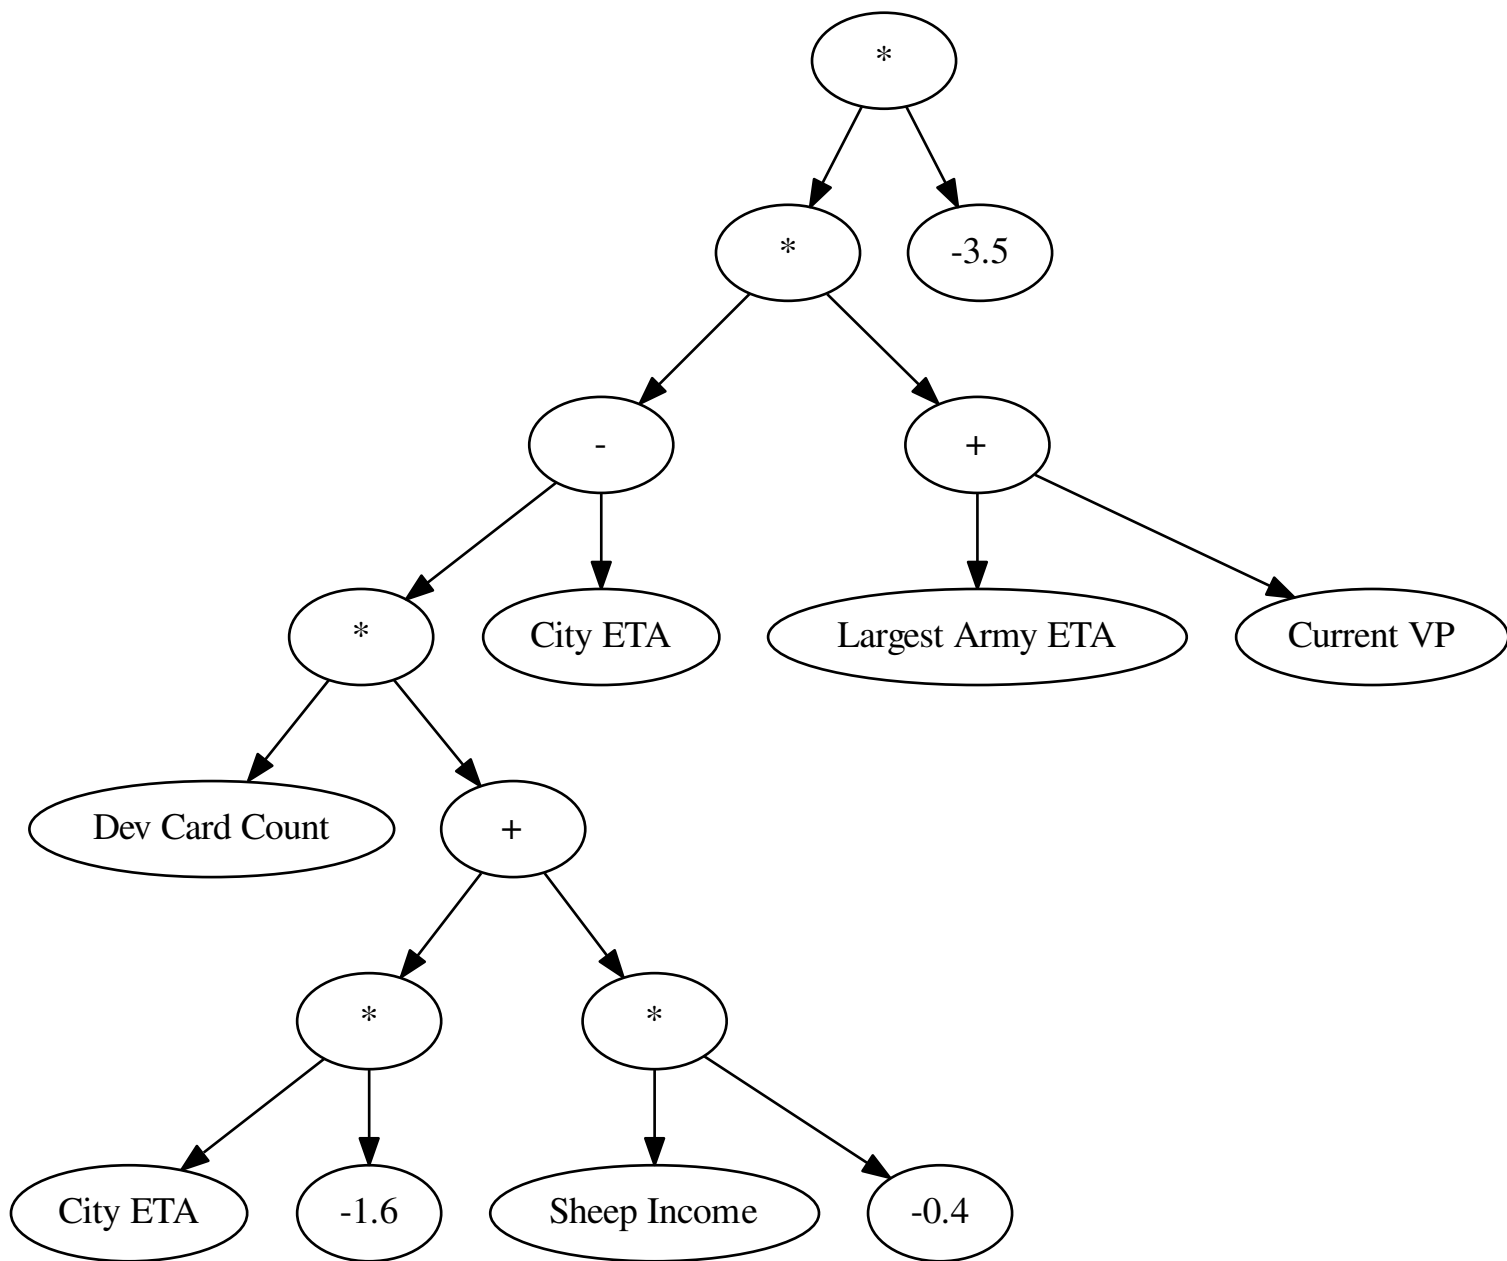 *
*
-3.5
-
+
*
City ETA
Largest Army ETA
Current VP
Dev Card Count
+
*
*
City ETA
-1.6
Sheep Income
-0.4